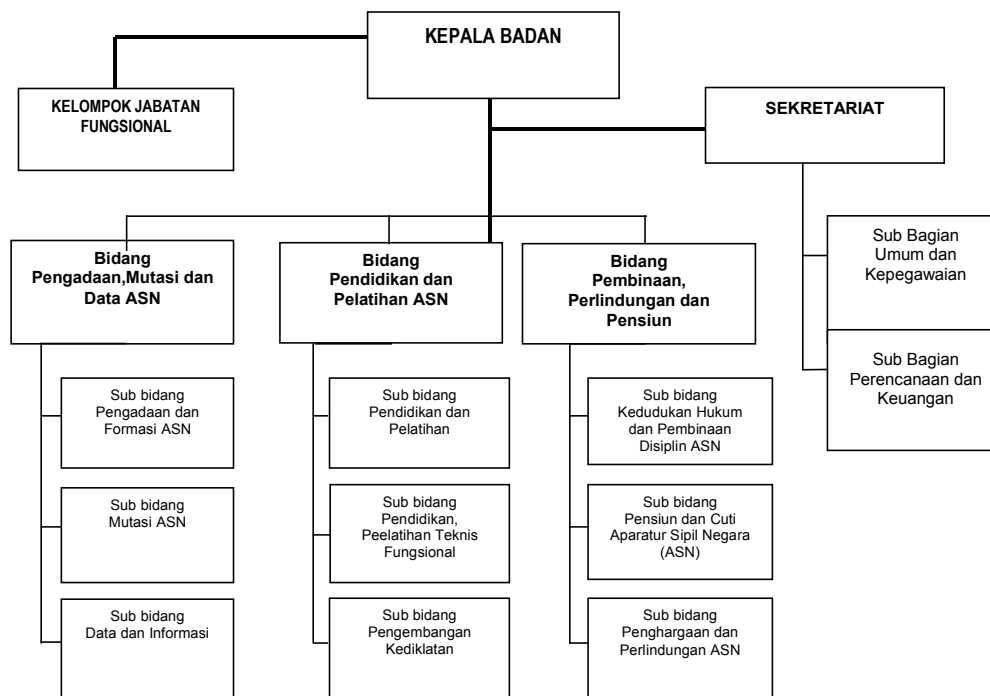 KEPALA BADAN
KELOMPOK JABATAN
FUNGSIONAL
SEKRETARIAT
Sub Bagian
Umum dan
Kepegawaian
Sub Bagian
Perencanaan dan
Keuangan
Bidang
Pengadaan,Mutasi dan
Data ASN
Bidang
Pendidikan dan
Pelatihan ASN
Bidang
Pembinaan,
Perlindungan dan
Pensiun
Sub bidang
Pengadaan dan
Formasi ASN
Sub bidang
Pendidikan dan
Pelatihan
Sub bidang
Kedudukan Hukum
dan Pembinaan
Disiplin ASN
Sub bidang
Mutasi ASN
Sub bidang
Pendidikan,
Peelatihan Teknis
Fungsional
Sub bidang
Pensiun dan Cuti
Aparatur Sipil Negara
(ASN)
Sub bidang
Data dan Informasi
Sub bidang
Pengembangan
Kediklatan
Sub bidang
Penghargaan dan
Perlindungan ASN